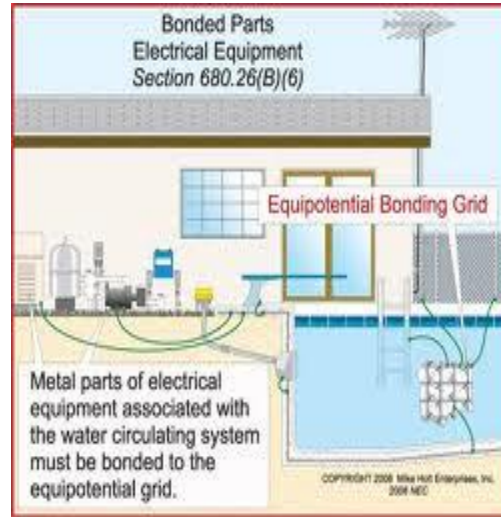 Bonded Parts
Electrical Equipment
Section 680.26(B)(6)
Equipotential Bonding Grid
Metal parts of electrical
equipment associated with
the water circulating system
must be bonded to the
equipotential grid.
COPYRIGHT 2008 Mike Holt Enterprises, Inc.
2008 NEC